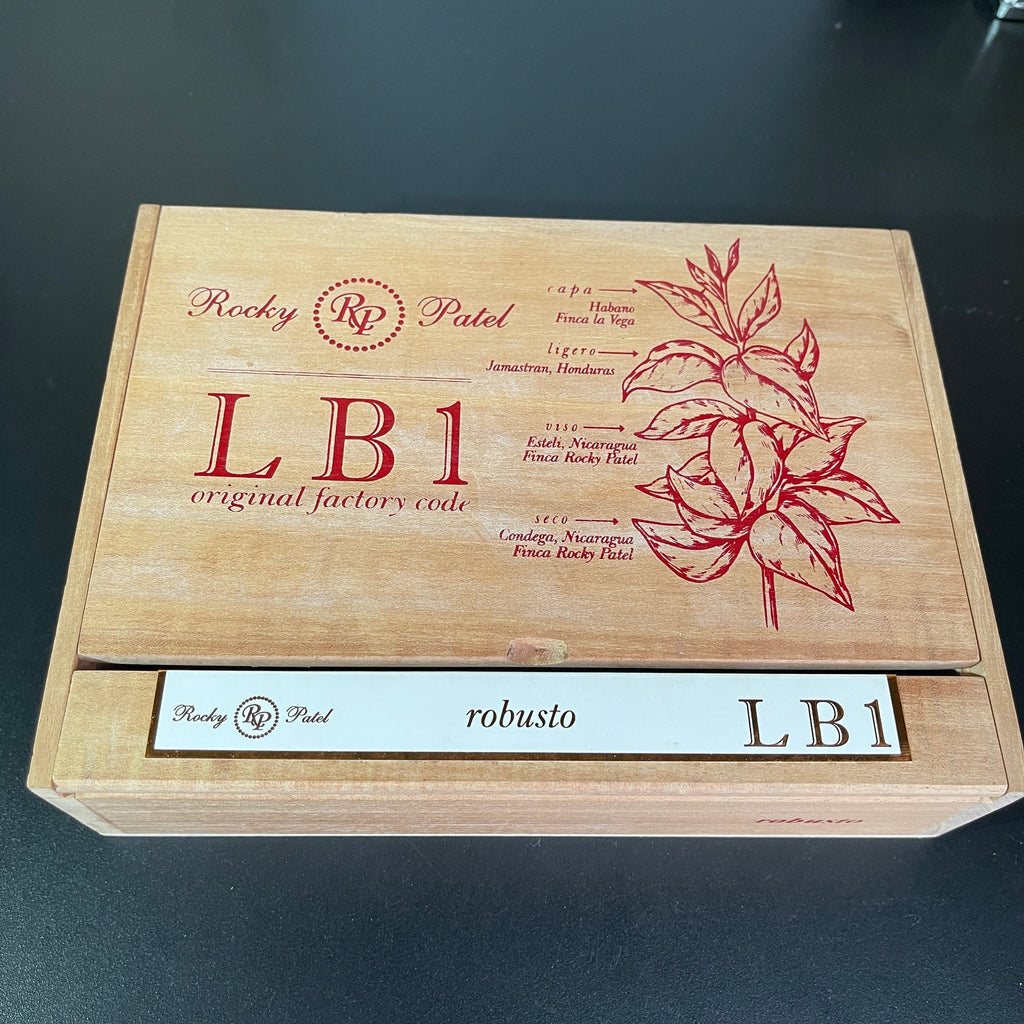 Rocky RP Patel
LB1
original factory code
capa
Habano
Finca la Vega
ligero
Jamastran, Honduras
viso
Esteli, Nicaragua
Finca Rocky Patel
seco
Condega, Nicaragua
Finca Rocky Patel
Rocky RP Patel robusto LB1
robusto